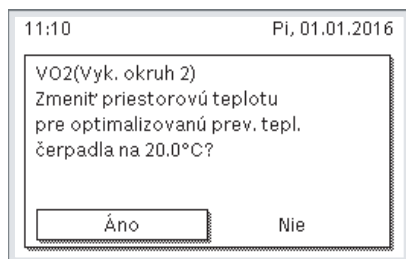 11:10 Pi, 01.01.2016
VO2(Vyk. okruh 2)
Zmeniť priestorovú teplotu
pre optimalizovanú prev. tepl.
čerpadla na 20.0°C?
Áno Nie